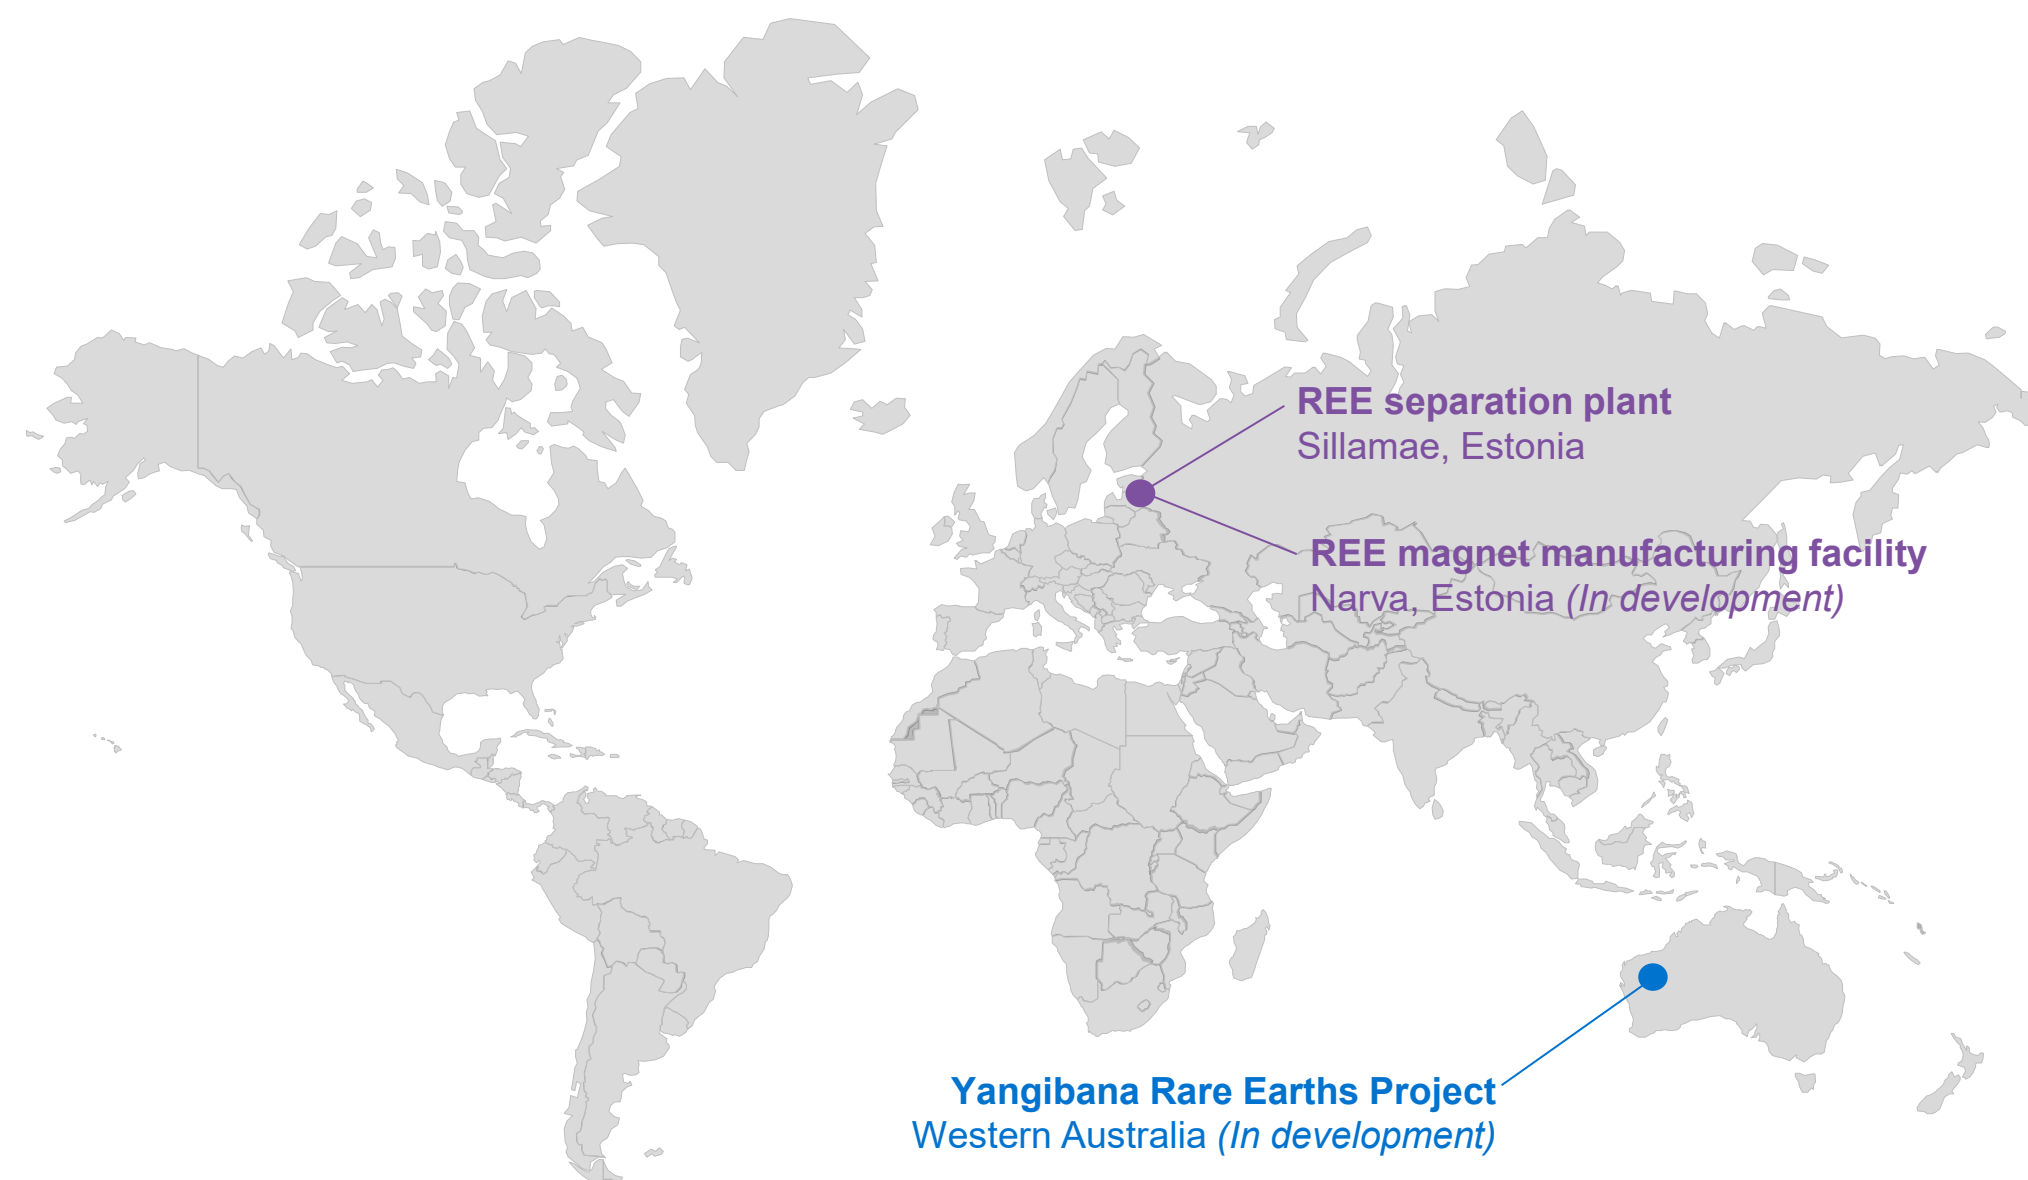 REE separation plant
Sillamae, Estonia
REE magnet manufacturing facility
Narva, Estonia (In development)
Yangibana Rare Earths Project
Western Australia (In development)